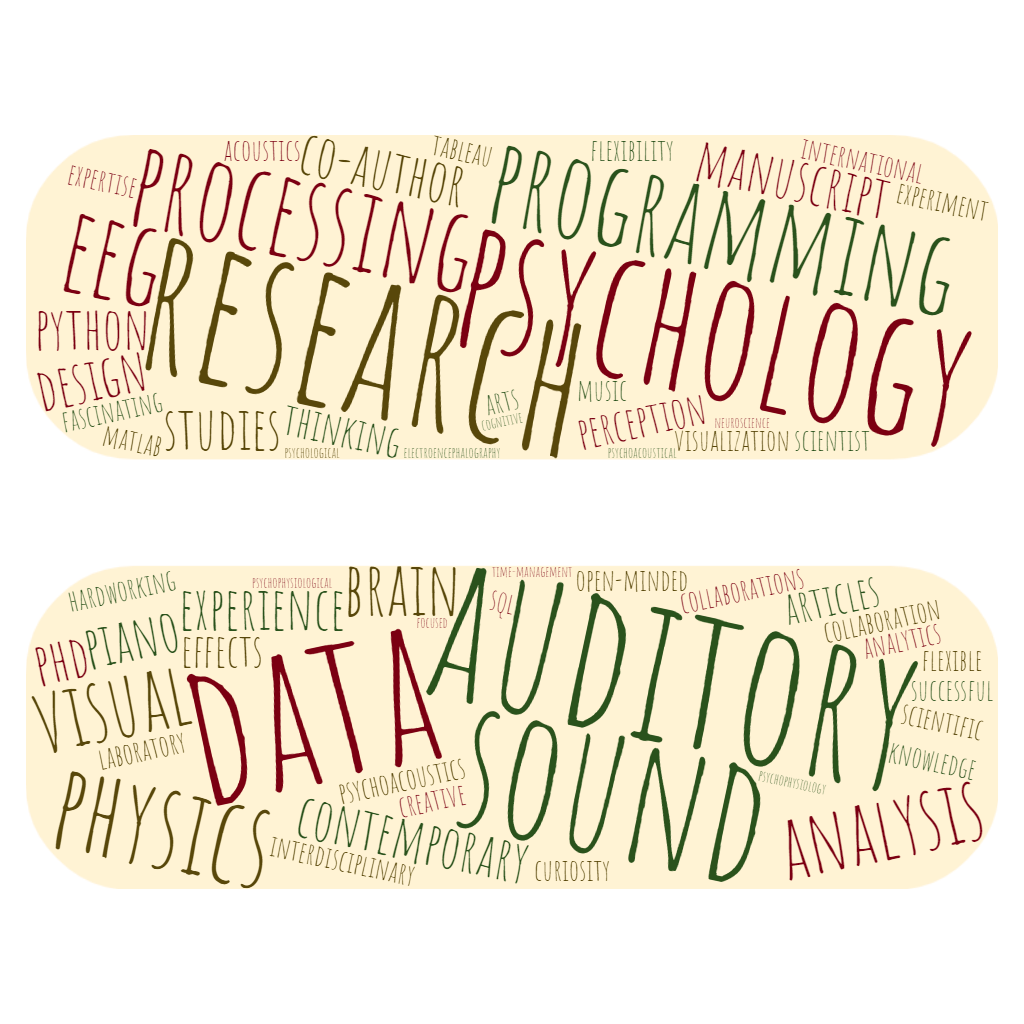 ACOUSTICS
CO-AUTHOR
TABLEAU
FLEXIBILITY
INTERNATIONAL
EXPERTISE
PROCESSING
PROGRAMMING
MANUSCRIPT
EXPERIMENT
EEG
RESEARCH
PSYCHOLOGY
PYTHON
DESIGN
FASCINATING
MATLAB
STUDIES
THINKING
PSYCHOLOGICAL
ELECTROENCEPHALOGRAPHY
ARTS
COGNITIVE
MUSIC
PERCEPTION
NEUROSCIENCE
PSYCHOACOUSTICAL
VISUALIZATION
SCIENTIST
HARDWORKING
PSYCHOPHYSIOLOGICAL
BRAIN
TIME-MANAGEMENT
OPEN-MINDED
COLLABORATIONS
ARTICLES
EXPERIENCE
FOCUSED
SQL
AUDITORY
COLLABORATION
ANALYTICS
PHD
PIANO
EFFECTS
DATA
FLEXIBLE
VISUAL
SUCCESSFUL
SCIENTIFIC
LABORATORY
SOUND
KNOWLEDGE
PSYCHOACOUSTICS
PSYCHOPHYSIOLOGY
CREATIVE
PHYSICS
CONTEMPORARY
ANALYSIS
INTERDISCIPLINARY
CURIOSITY